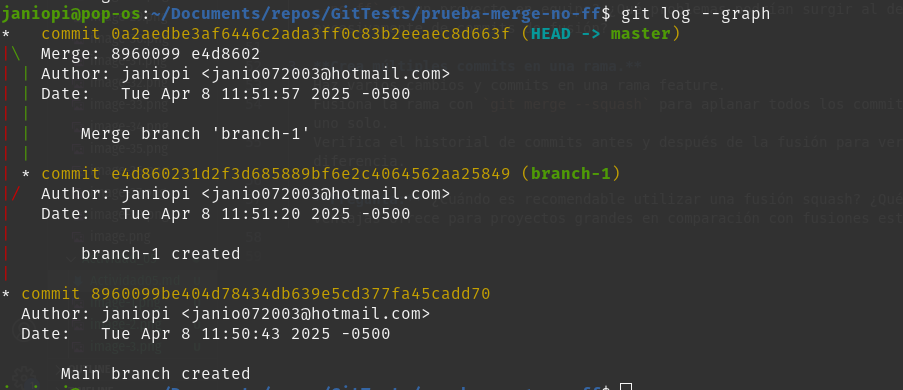 janiopi@pop-os:~/Documents/repos/GitTests/prueba-merge-no-ff$ git log --graph
*   commit 0a2aedbe3af6446c2ada3ff0c83b2eeaec8d663f (HEAD -> master)
|\  Merge: 8960099 e4d8602
| | Author: janiopi <janio072003@hotmail.com>
| | Date:   Tue Apr 8 11:51:57 2025 -0500
| |
| |     Merge branch 'branch-1'
| |
| * commit e4d860231d2f3d685889bf6e2c4064562aa25849 (branch-1)
|/  Author: janiopi <janio072003@hotmail.com>
|   Date:   Tue Apr 8 11:51:20 2025 -0500
|
|       branch-1 created
|
* commit 8960099be404d78434db639e5cd377fa45cadd70
  Author: janiopi <janio072003@hotmail.com>
  Date:   Tue Apr 8 11:50:43 2025 -0500

      Main branch created